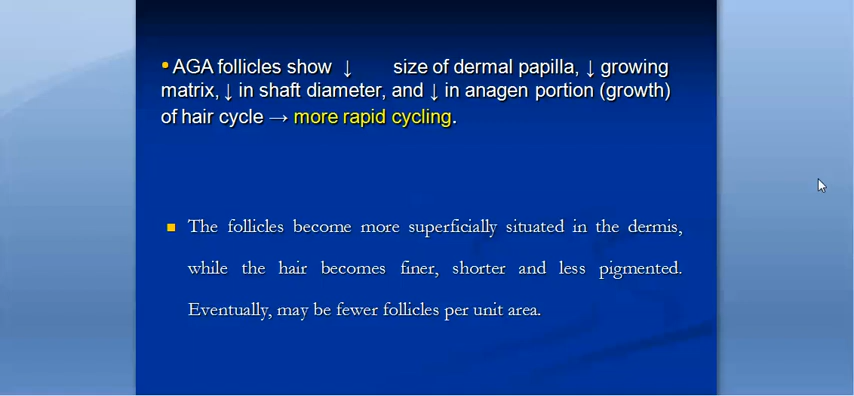 • AGA follicles show ↓ size of dermal papilla, ↓ growing
matrix, ↓ in shaft diameter, and ↓ in anagen portion (growth)
of hair cycle → more rapid cycling.
■ The follicles become more superficially situated in the dermis,
while the hair becomes finer, shorter and less pigmented.
Eventually, may be fewer follicles per unit area.